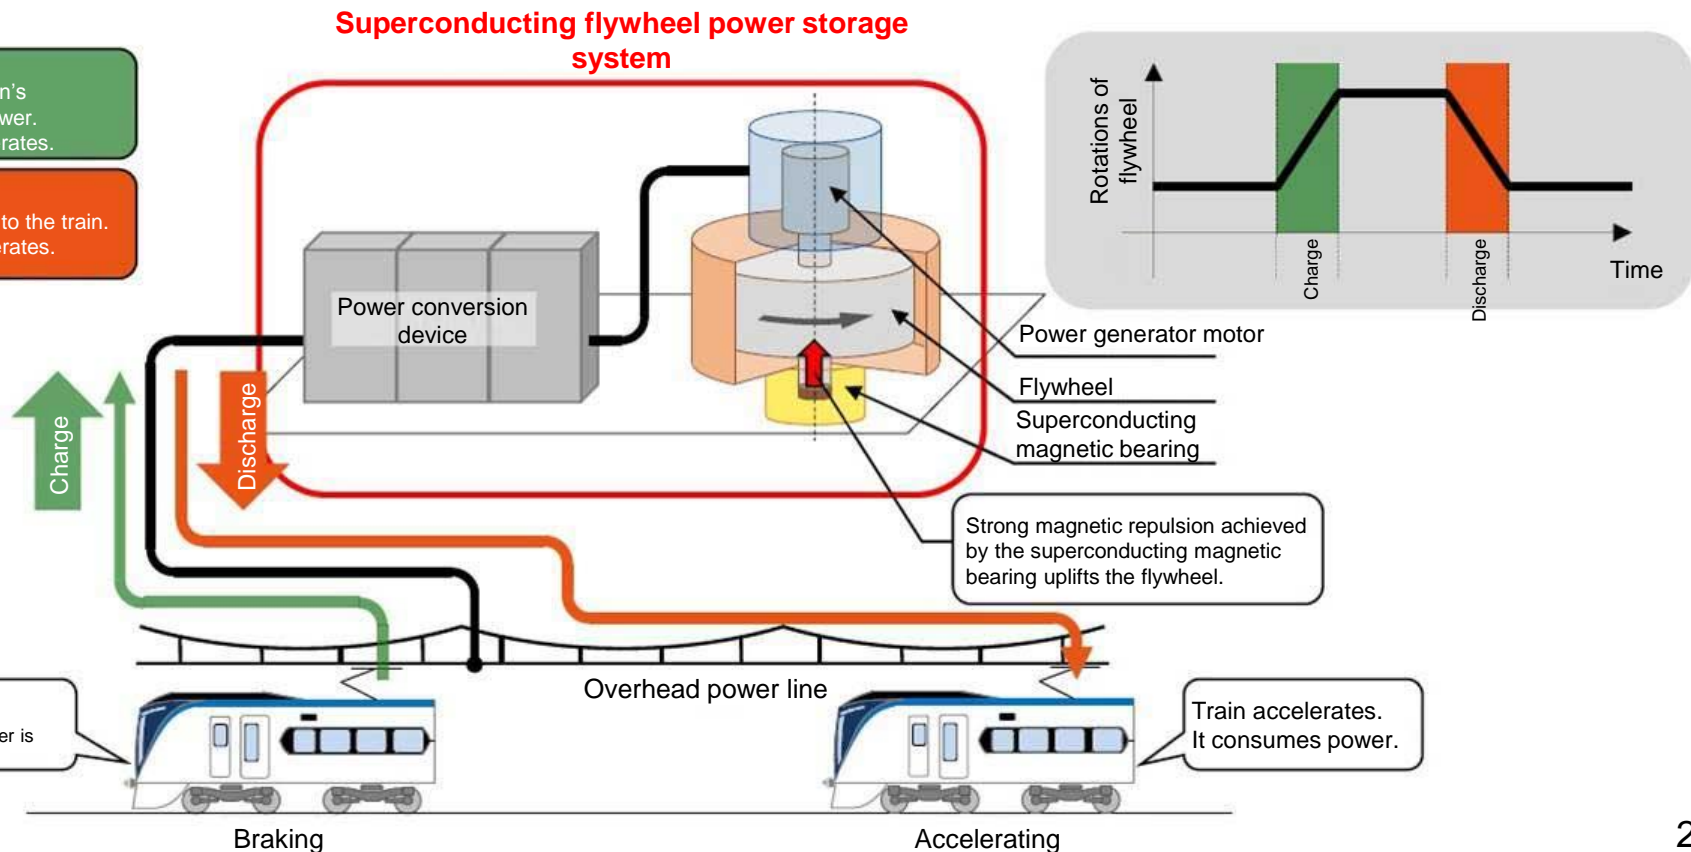 Superconducting flywheel power storage
system
n's
wer.
rates.
to the train.
erates.
Rotations of
flywheel
Charge
Discharge
Time
Power conversion
device
Power generator motor
Flywheel
Superconducting
magnetic bearing
Charge
Discharge
Strong magnetic repulsion achieved
by the superconducting magnetic
bearing uplifts the flywheel.
Overhead power line
er is
Train accelerates.
It consumes power.
Braking
Accelerating
2